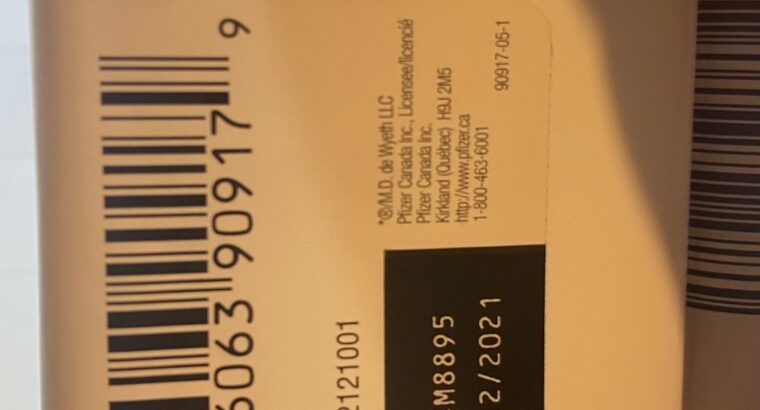 6063 90917 9
2121001
*®/M.D. de Wyeth LLC
Pfizer Canada Inc., Licensee/licencié
Pfizer Canada Inc.
Kirkland (Québec) H9J 2M5
http://www.pfizer.ca
1-800-463-6001
90917-05-1
M8895
2/2021